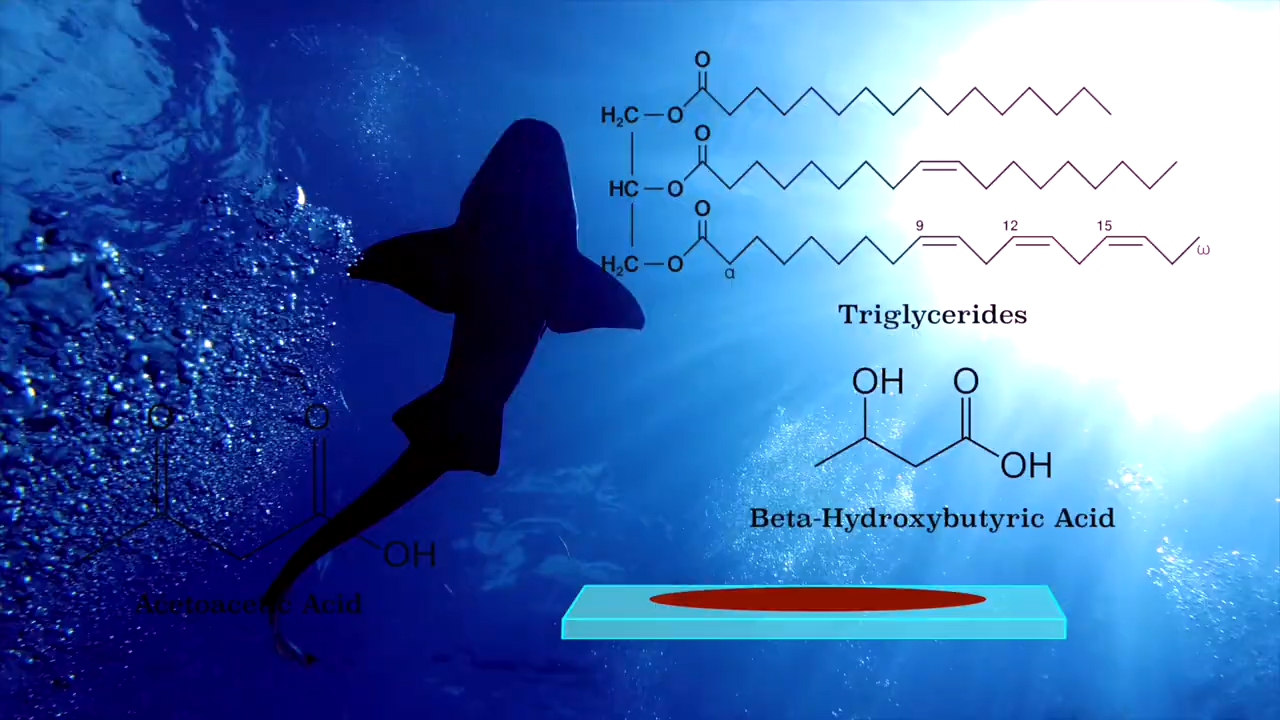 O
H₂C—O
O
HC—O
O
9 12 15
H₂C—O
α
ω
Triglycerides
OH O
OH
Beta-Hydroxybutyric Acid
O O
OH
Acetoacetic Acid